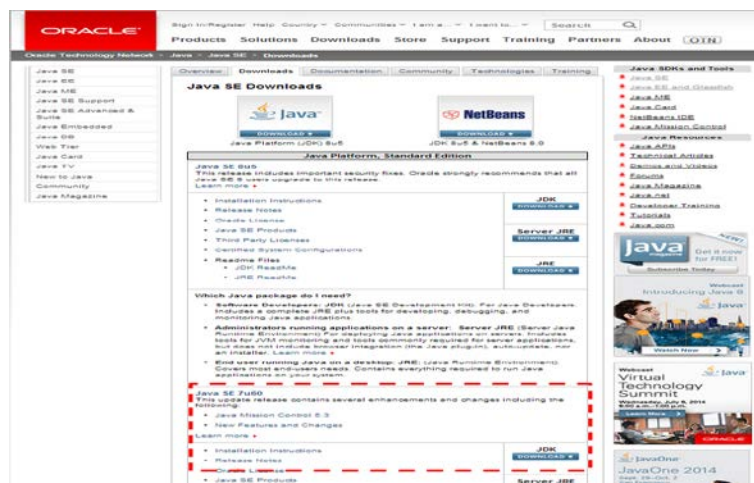 ORACLE
Sign In/Register Help Country Communities I am a... I want to... Search
Products Solutions Downloads Store Support Training Partners About OTN
Oracle Technology Network > Java > Java SE > Downloads
Java SE
Java EE
Java ME
Java SE Support
Java SE Advanced &
Suite
Java Embedded
Java DB
Web Tier
Java Card
Java TV
New to Java
Community
Java Magazine
Overview Downloads Documentation Community Technologies Training
Java SE Downloads
Java
DOWNLOAD
Java Platform (JDK) 8u5
NetBeans
DOWNLOAD
JDK 8u5 & NetBeans 8.0
Java Platform, Standard Edition
Java SE 8u5
This release includes important security fixes. Oracle strongly recommends that all
Java SE 8 users upgrade to this release.
Learn more
Installation Instructions
Release Notes
Oracle License
Java SE Products
Third Party Licenses
Certified System Configurations
Readme Files
JDK ReadMe
JRE ReadMe
JDK
DOWNLOAD
Server JRE
DOWNLOAD
JRE
DOWNLOAD
Which Java package do I need?
Software Developers: JDK (Java SE Development Kit). For Java Developers.
Includes a complete JRE plus tools for developing, debugging, and
monitoring Java applications.
Administrators running applications on a server: Server JRE (Server Java
Runtime Environment) For deploying Java applications on servers. Includes
tools for JVM monitoring and tools commonly required for server applications,
but does not include browser integration (the Java plug-in), auto-update, nor
an installer. Learn more
End user running Java on a desktop: JRE: (Java Runtime Environment).
Covers most end-users needs. Contains everything required to run Java
applications on your system.
Java SE 7u60
This update release contains several enhancements and changes including the
following:
Java Mission Control 5.3
New Features and Changes
Learn more
Installation Instructions
Release Notes
Oracle License
Java SE Products
JDK
DOWNLOAD
Server JRE
Java SDKs and Tools
Java SE
Java EE and Glassfish
Java ME
Java Card
NetBeans IDE
Java Mission Control
Java Resources
Java APIs
Technical Articles
Demos and Videos
Forums
Java Magazine
Java.net
Developer Training
Tutorials
Java.com
NEW!
Java
magazine
Get it now
for FREE!
Subscribe Today
Webcast
Introducing Java 8
Watch Now
Webcast
Virtual
Technology
Summit
Wednesday, July 9, 2014
Learn More
Java
ORACLE
JavaOne
JavaOne 2014
Sept. 28–Oct. 2